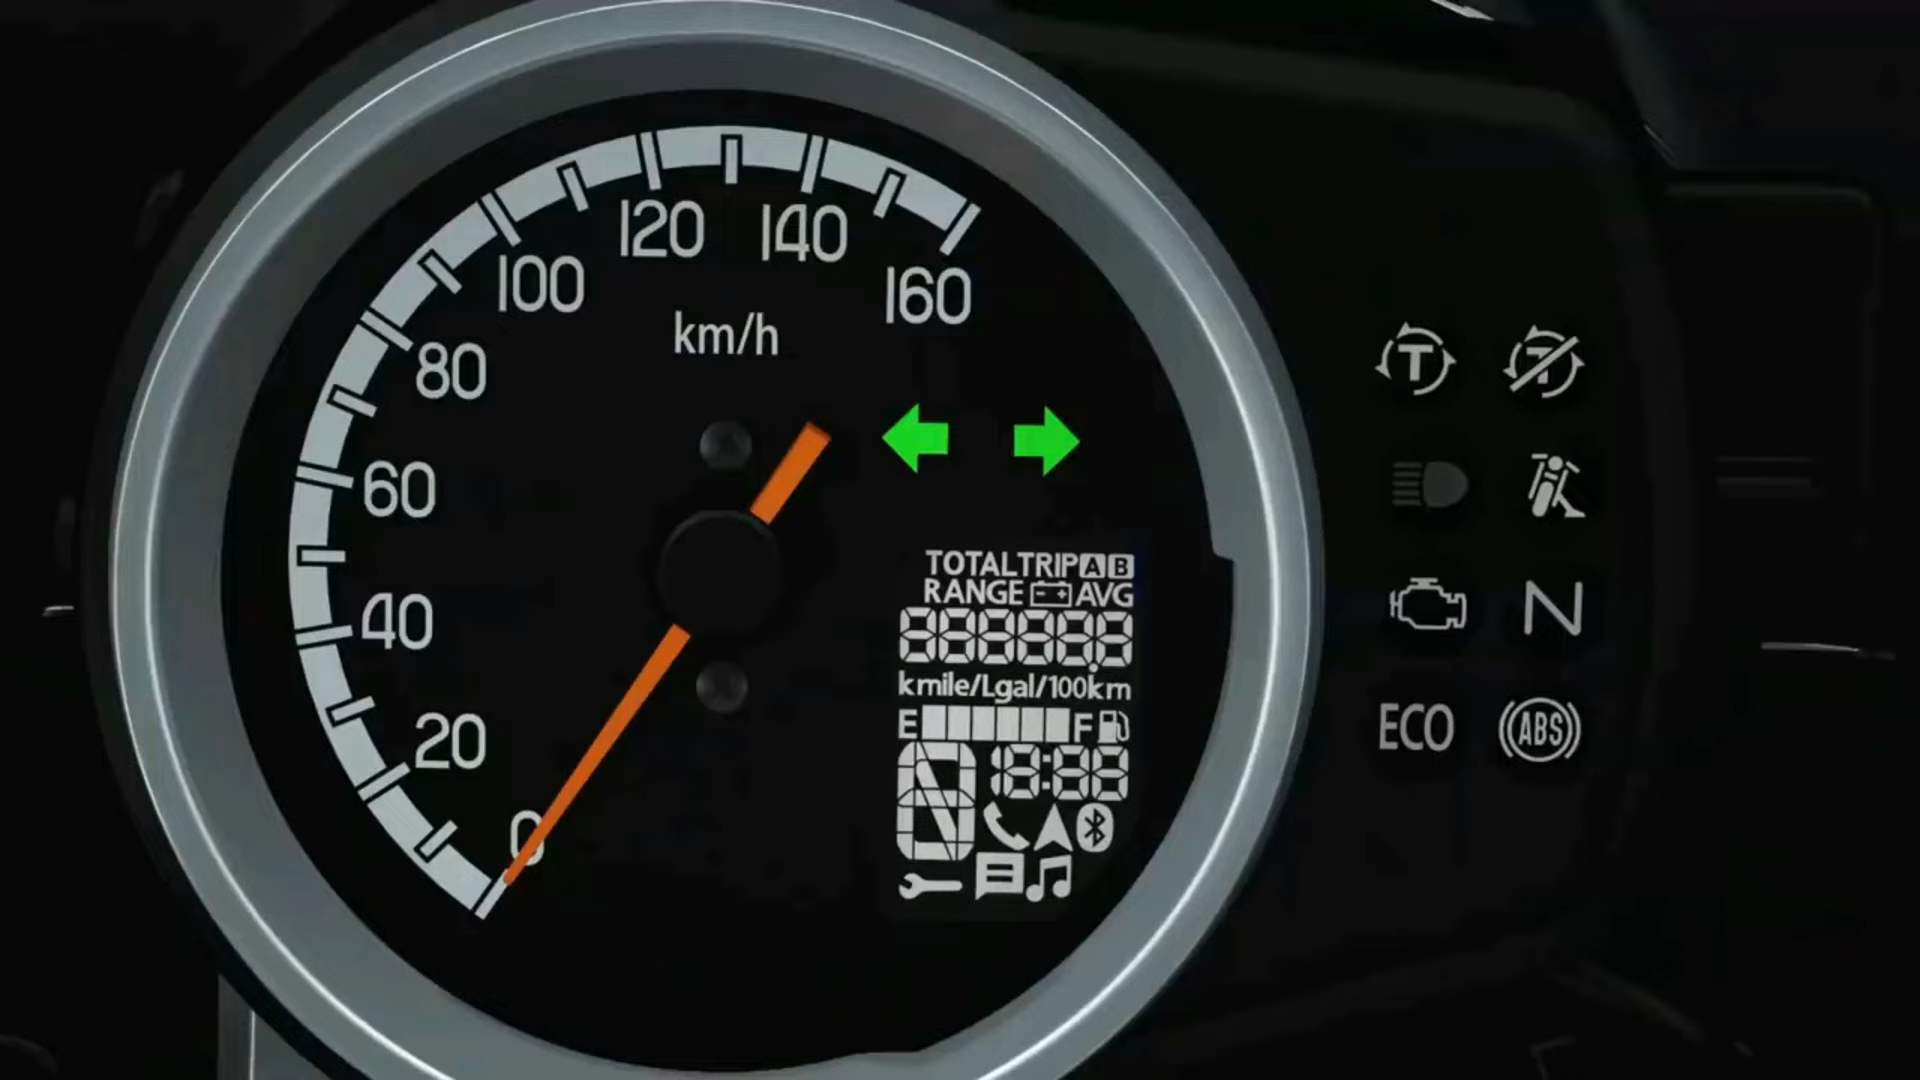 120
140
100
160
km/h
80
60
40
20
0
TOTAL TRIP A B
RANGE AVG
888888.8
kmile/Lgal/100km
E F
18:88
T
T
N
ECO
ABS